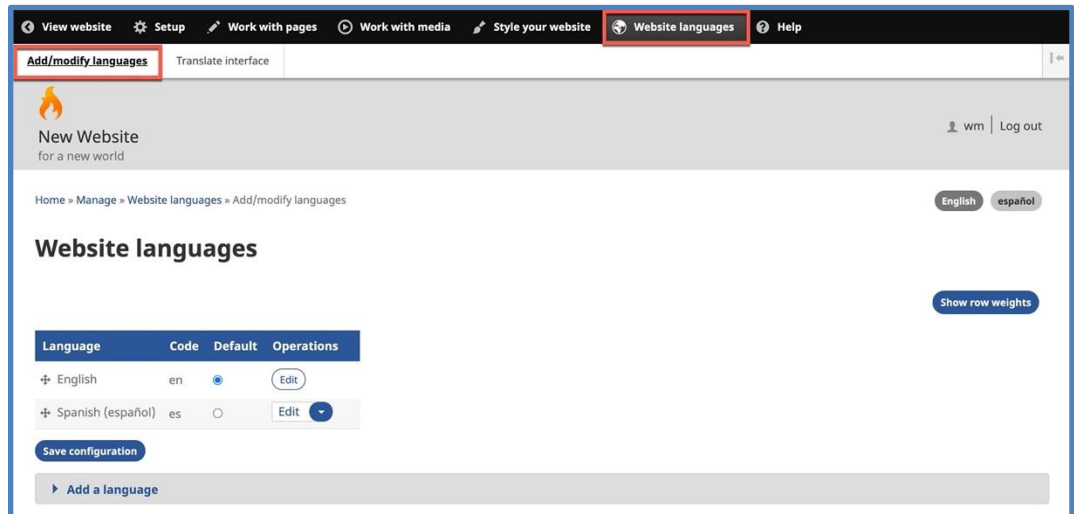 View website Setup Work with pages Work with media Style your website Website languages Help
Add/modify languages Translate interface
New Website
for a new world
wm Log out
Home » Manage » Website languages » Add/modify languages
English español
Website languages
Show row weights
Language Code Default Operations
English en Edit
Spanish (español) es Edit
Save configuration
Add a language